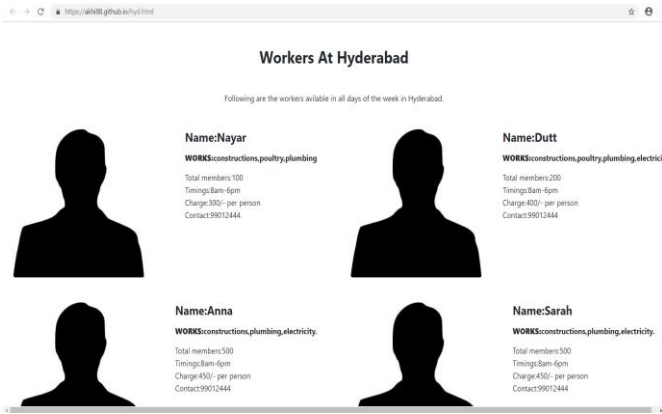 https://akhi88.github.io/hyd.html
Workers At Hyderabad
Following are the workers avilable in all days of the week in Hyderabad.
Name:Nayar
WORKS:constructions,poultry,plumbing
Total members:100
Timings:8am-6pm
Charge:300/- per person
Contact:99012444.
Name:Dutt
WORKS:constructions,poultry,plumbing,electrici
Total members:200
Timings:8am-6pm
Charge:400/- per person
Contact:99012444
Name:Anna
WORKS:constructions,plumbing,electricity.
Total members:500
Timings:8am-6pm
Charge:450/- per person
Contact:99012444
Name:Sarah
WORKS:constructions,plumbing,electricity.
Total members:500
Timings:8am-6pm
Charge:450/- per person
Contact:99012444